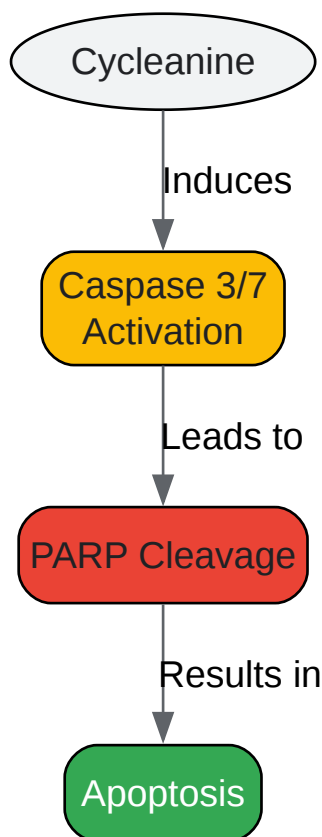 Cycleanine
Induces
Caspase 3/7
Activation
Leads to
PARP Cleavage
Results in
Apoptosis